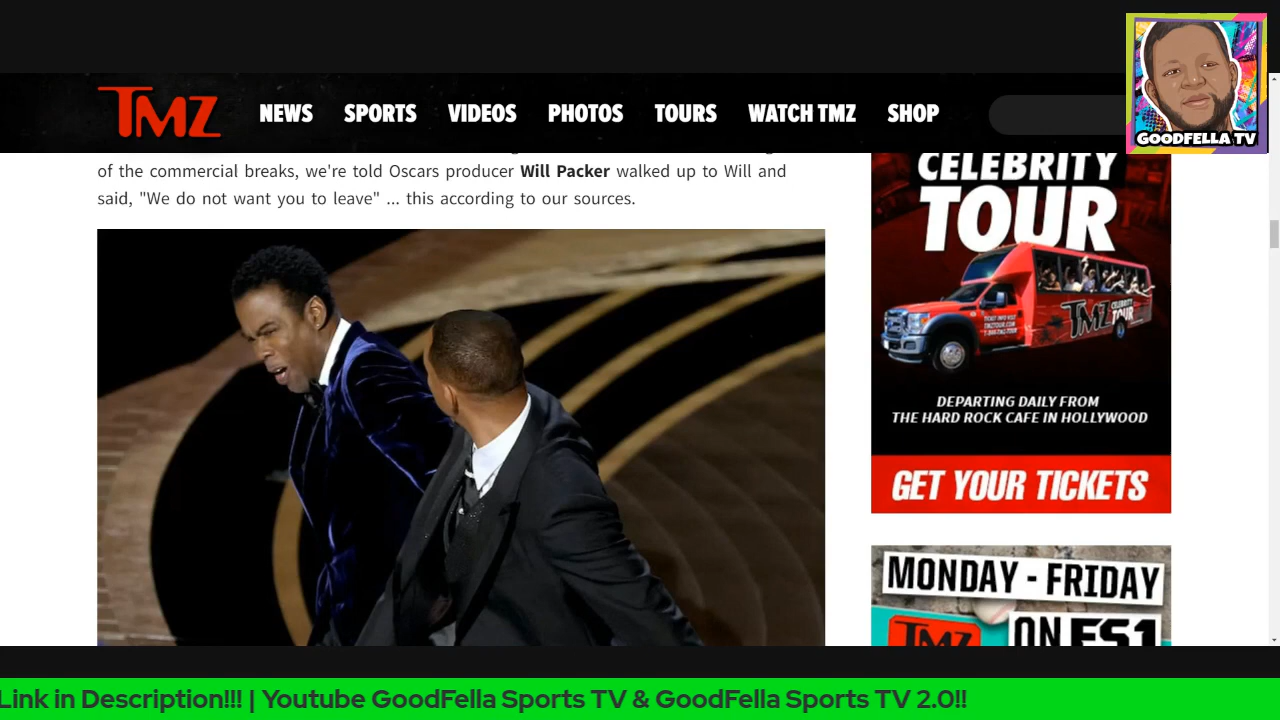 GOODFELLA TV
TMZ NEWS SPORTS VIDEOS PHOTOS TOURS WATCH TMZ SHOP
of the commercial breaks, we're told Oscars producer Will Packer walked up to Will and
said, "We do not want you to leave" ... this according to our sources.
CELEBRITY
TOUR
TMZ CELEBRITY TOUR
DEPARTING DAILY FROM
THE HARD ROCK CAFE IN HOLLYWOOD
GET YOUR TICKETS
MONDAY - FRIDAY
TMZ ON FS1
Link in Description!!! | Youtube GoodFella Sports TV & GoodFella Sports TV 2.0!!